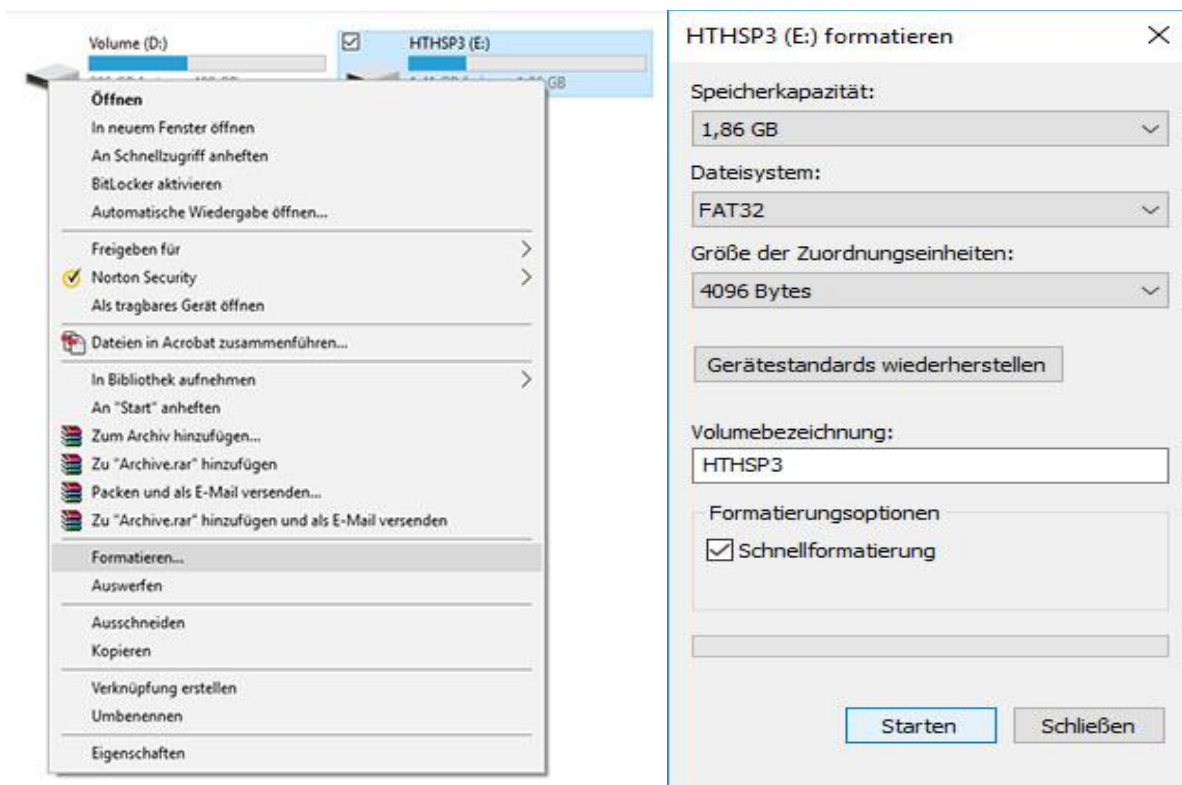 Volume (D:)
HTHSP3 (E:)
GB
Öffnen
In neuem Fenster öffnen
An Schnellzugriff anheften
BitLocker aktivieren
Automatische Wiedergabe öffnen...
Freigeben für
Norton Security
Als tragbares Gerät öffnen
Dateien in Acrobat zusammenführen...
In Bibliothek aufnehmen
An "Start" anheften
Zum Archiv hinzufügen...
Zu "Archive.rar" hinzufügen
Packen und als E-Mail versenden...
Zu "Archive.rar" hinzufügen und als E-Mail versenden
Formatieren...
Auswerfen
Ausschneiden
Kopieren
Verknüpfung erstellen
Umbenennen
Eigenschaften
HTHSP3 (E:) formatieren
Speicherkapazität:
1,86 GB
Dateisystem:
FAT32
Größe der Zuordnungseinheiten:
4096 Bytes
Gerätestandards wiederherstellen
Volumebezeichnung:
HTHSP3
Formatierungsoptionen
Schnellformatierung
Starten
Schließen